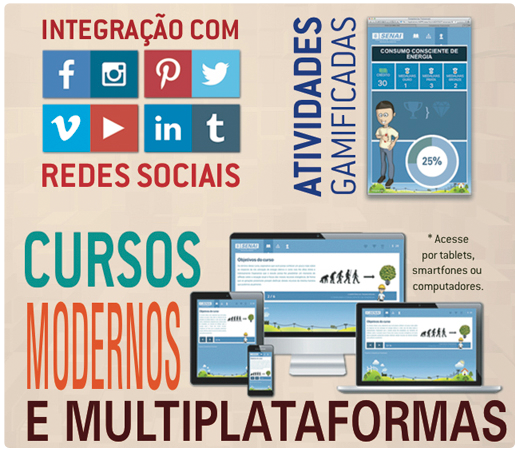 INTEGRAÇÃO COM
REDES SOCIAIS
ATIVIDADES
GAMIFICADAS
SENAI
CONSUMO CONSCIENTE DE
ENERGIA
30
1
3
2
25%
CURSOS
MODERNOS
E MULTIPLATAFORMAS
* Acesse
por tablets,
smartfones ou
computadores.
SENAI
Objetivos do curso